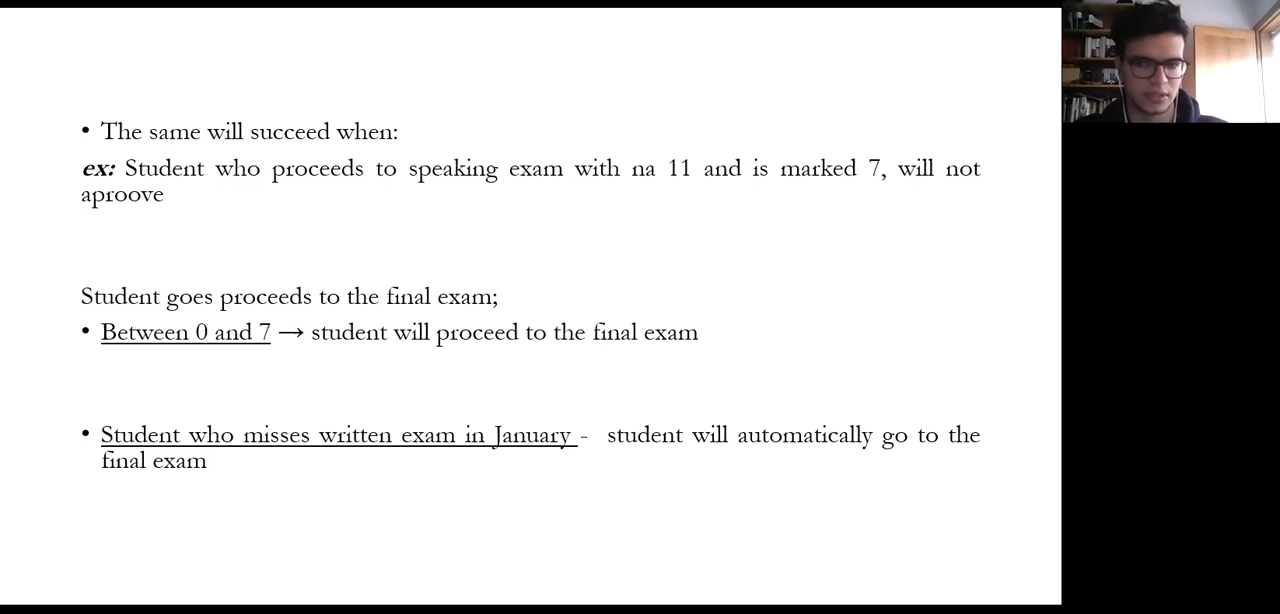 • The same will succeed when:
ex: Student who proceeds to speaking exam with na 11 and is marked 7, will not
aproove
Student goes proceeds to the final exam;
• Between 0 and 7 → student will proceed to the final exam
• Student who misses written exam in January - student will automatically go to the
final exam